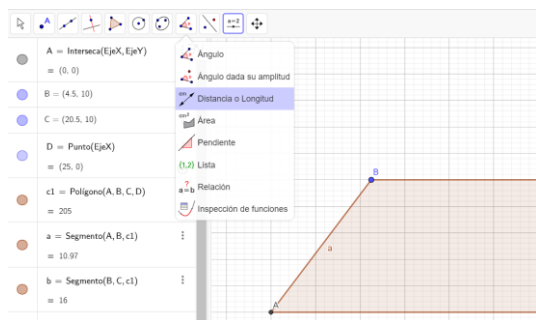 A
a=2
A = Interseca(EjeX, EjeY)
= (0, 0)
B = (4.5, 10)
C = (20.5, 10)
D = Punto(EjeX)
= (25, 0)
c1 = Polígono(A, B, C, D)
= 205
a = Segmento(A, B, c1)
= 10.97
b = Segmento(B, C, c1)
= 16
Ángulo
Ángulo dada su amplitud
cm Distancia o Longitud
cm² Área
Pendiente
{1,2} Lista
? a=b Relación
Inspección de funciones
B
a
A